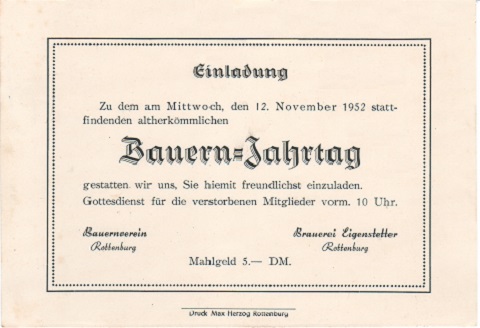 Einladung
Zu dem am Mittwoch, den 12. November 1952 statt-
findenden altherkömmlichen
Bauern=Jahrtag
gestatten wir uns, Sie hiemit freundlichst einzuladen.
Gottesdienst für die verstorbenen Mitglieder vorm. 10 Uhr.
Bauernverein Brauerei Eigenstetter
Rottenburg Rottenburg
Mahlgeld 5.— DM.
Druck Max Herzog Rottenburg